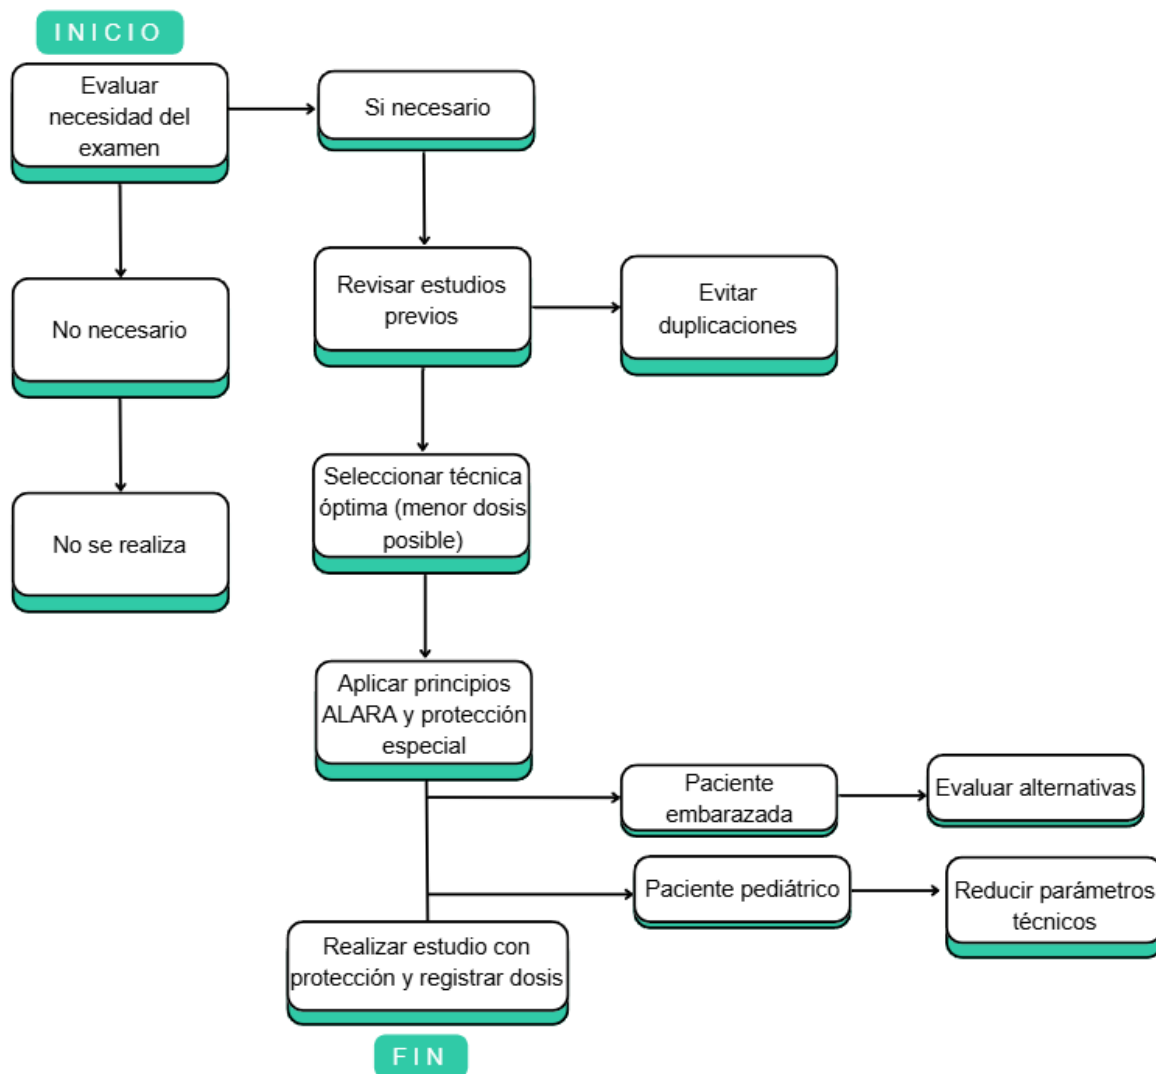 INICIO
Evaluar
necesidad del
examen
Si necesario
No necesario
No se realiza
Revisar estudios
previos
Evitar
duplicaciones
Seleccionar técnica
óptima (menor dosis
posible)
Aplicar principios
ALARA y protección
especial
Paciente
embarazada
Evaluar alternativas
Paciente pediátrico
Reducir parámetros
técnicos
Realizar estudio con
protección y registrar dosis
FIN